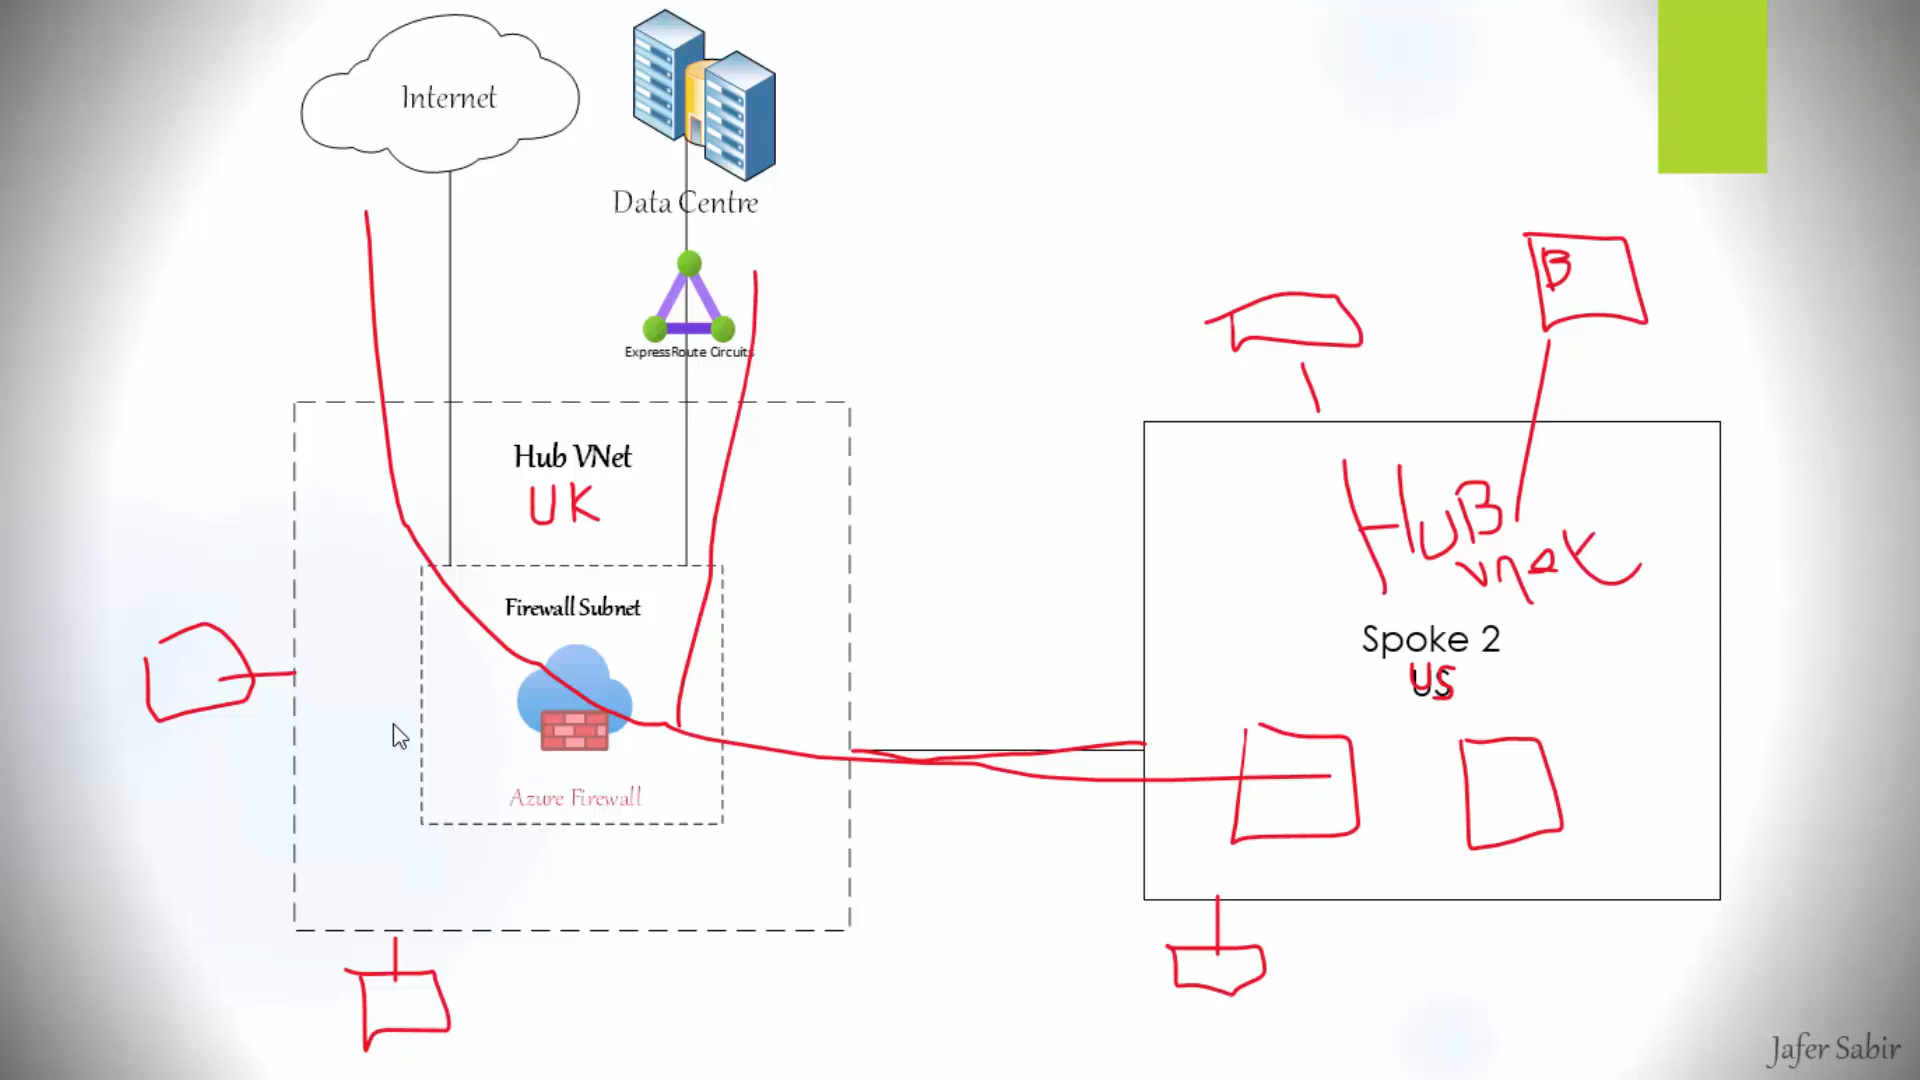 Internet
Data Centre
ExpressRoute Circuits
B
Hub VNet
UK
HUB
vnet
Firewall Subnet
Spoke 2
US
Azure Firewall
Jafer Sabir